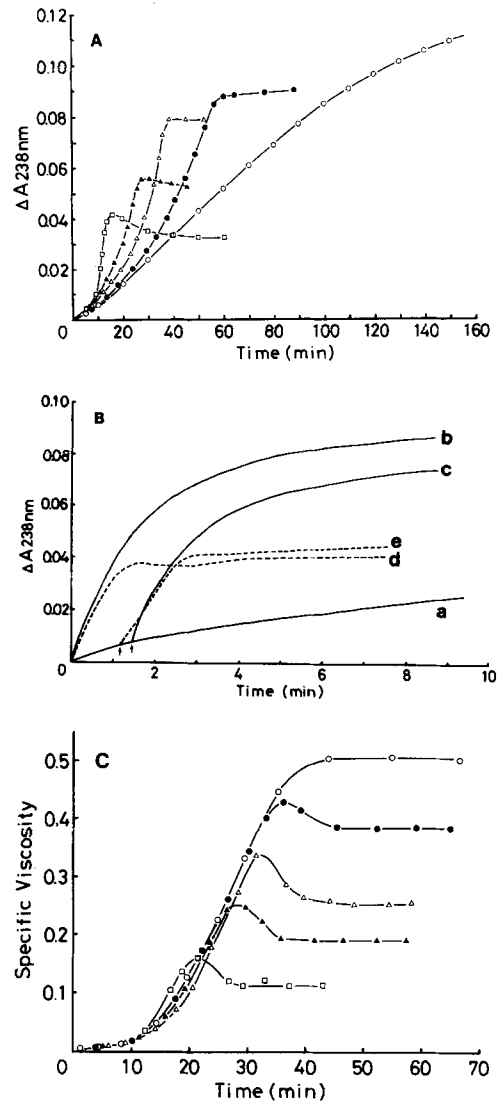 0.12
A
0.10
0.08
0.06
0.04
0.02
ΔA238nm
0 20 40 60 80 100 120 140 160
Time (min)
0.10
B
0.08
0.06
0.04
0.02
0
ΔA238nm
b
c
e
d
a
2 4 6 8 10
Time (min)
C
0.5
0.4
0.3
0.2
0.1
Specific Viscosity
0 10 20 30 40 50 60 70
Time (min)